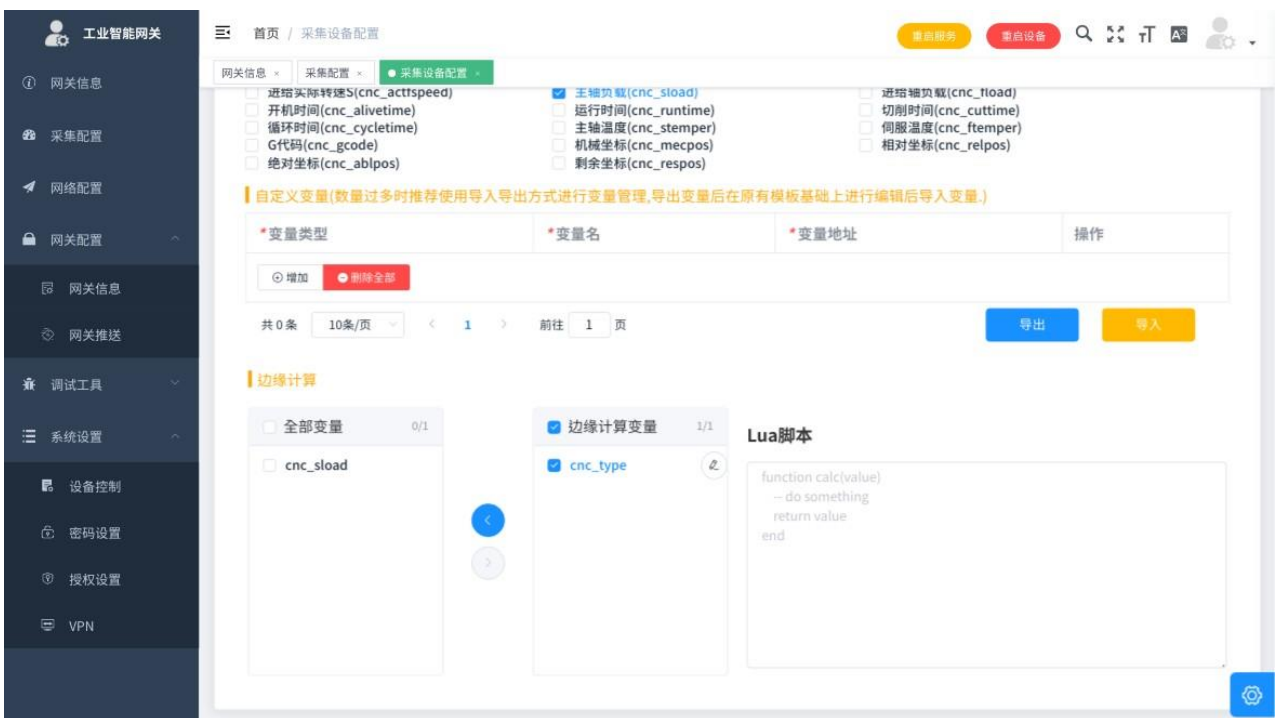 工业智能网关
首页 / 采集设备配置
重启服务
重启设备
网关信息 ×
采集配置 ×
采集设备配置 ×
网关信息
采集配置
网络配置
网关配置
网关信息
网关推送
调试工具
系统设置
设备控制
密码设置
授权设置
VPN
进给实际转速S(cnc_actfspeed) 主轴负载(cnc_sload) 进给轴负载(cnc_fload)
开机时间(cnc_alivetime) 运行时间(cnc_runtime) 切削时间(cnc_cuttime)
循环时间(cnc_cycletime) 主轴温度(cnc_stemper) 伺服温度(cnc_ftemper)
G代码(cnc_gcode) 机械坐标(cnc_mecpos) 相对坐标(cnc_relpos)
绝对坐标(cnc_ablpos) 剩余坐标(cnc_respos)
自定义变量(数量过多时推荐使用导入导出方式进行变量管理,导出变量后在原有模板基础上进行编辑后导入变量.)
*变量类型 *变量名 *变量地址 操作
增加 删除全部
共 0 条 10条/页 < 1 > 前往 1 页 导出 导入
边缘计算
全部变量 0/1
cnc_sload
边缘计算变量 1/1
cnc_type
Lua脚本
function calc(value)
-- do something
return value
end